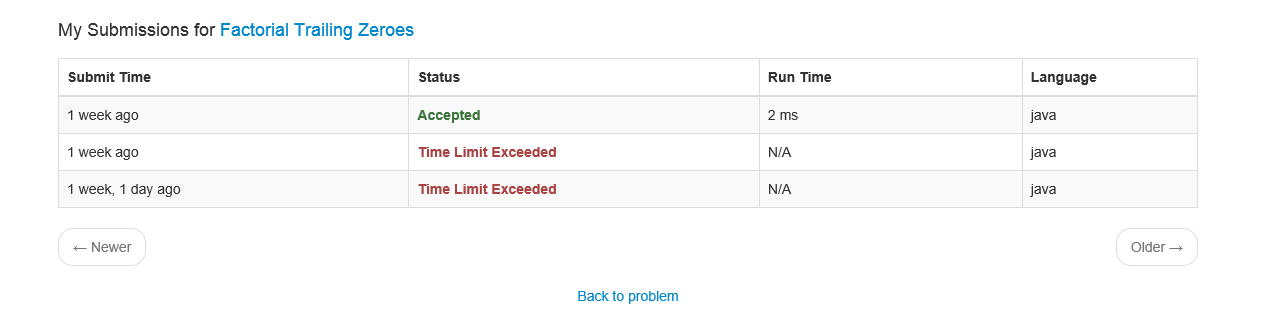 My Submissions for Factorial Trailing Zeroes
Submit Time Status Run Time Language
1 week ago Accepted 2 ms java
1 week ago Time Limit Exceeded N/A java
1 week, 1 day ago Time Limit Exceeded N/A java
← Newer Older →
Back to problem